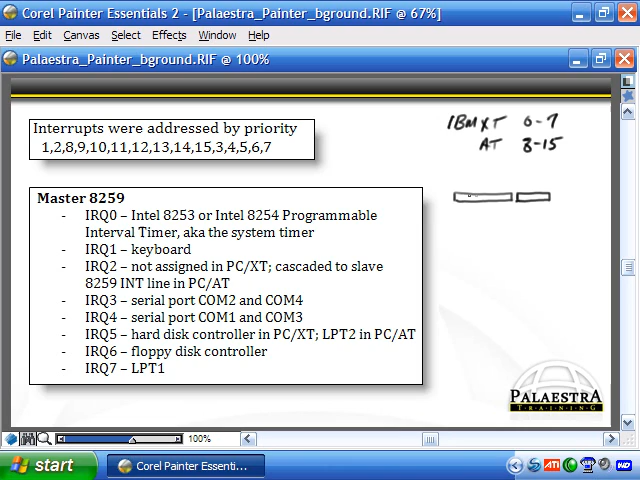 Corel Painter Essentials 2 - [Palaestra_Painter_bground.RIF @ 67%]
File Edit Canvas Select Effects Window Help
Palaestra_Painter_bground.RIF @ 100%
Interrupts were addressed by priority
1,2,8,9,10,11,12,13,14,15,3,4,5,6,7
IBM XT 0-7
AT 8-15
Master 8259
- IRQ0 – Intel 8253 or Intel 8254 Programmable
Interval Timer, aka the system timer
- IRQ1 – keyboard
- IRQ2 – not assigned in PC/XT; cascaded to slave
8259 INT line in PC/AT
- IRQ3 – serial port COM2 and COM4
- IRQ4 – serial port COM1 and COM3
- IRQ5 – hard disk controller in PC/XT; LPT2 in PC/AT
- IRQ6 – floppy disk controller
- IRQ7 – LPT1
PALAESTRA
TRAINING
100%
start
Corel Painter Essenti...
ATI
WD